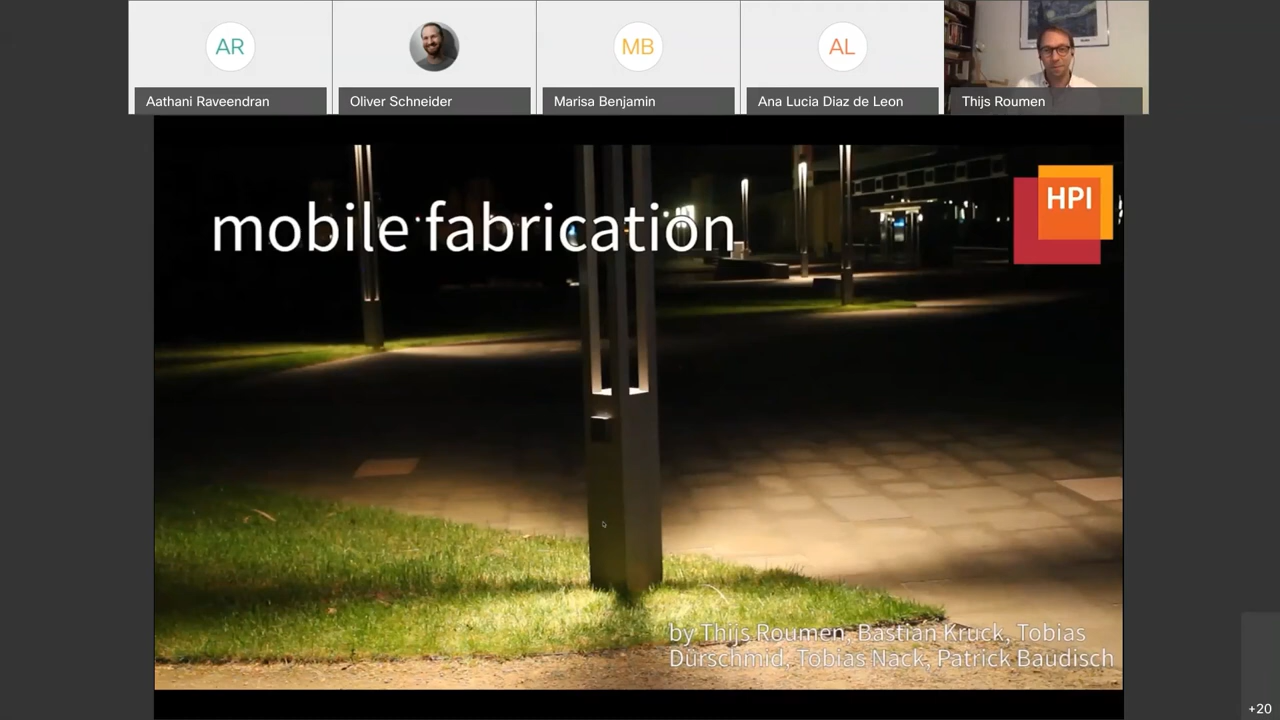 AR
MB
AL
Aathani Raveendran
Oliver Schneider
Marisa Benjamin
Ana Lucia Diaz de Leon
Thijs Roumen
mobile fabrication
HPI
by Thijs Roumen, Bastian Kruck, Tobias
Dürschmid, Tobias Nack, Patrick Baudisch
+20